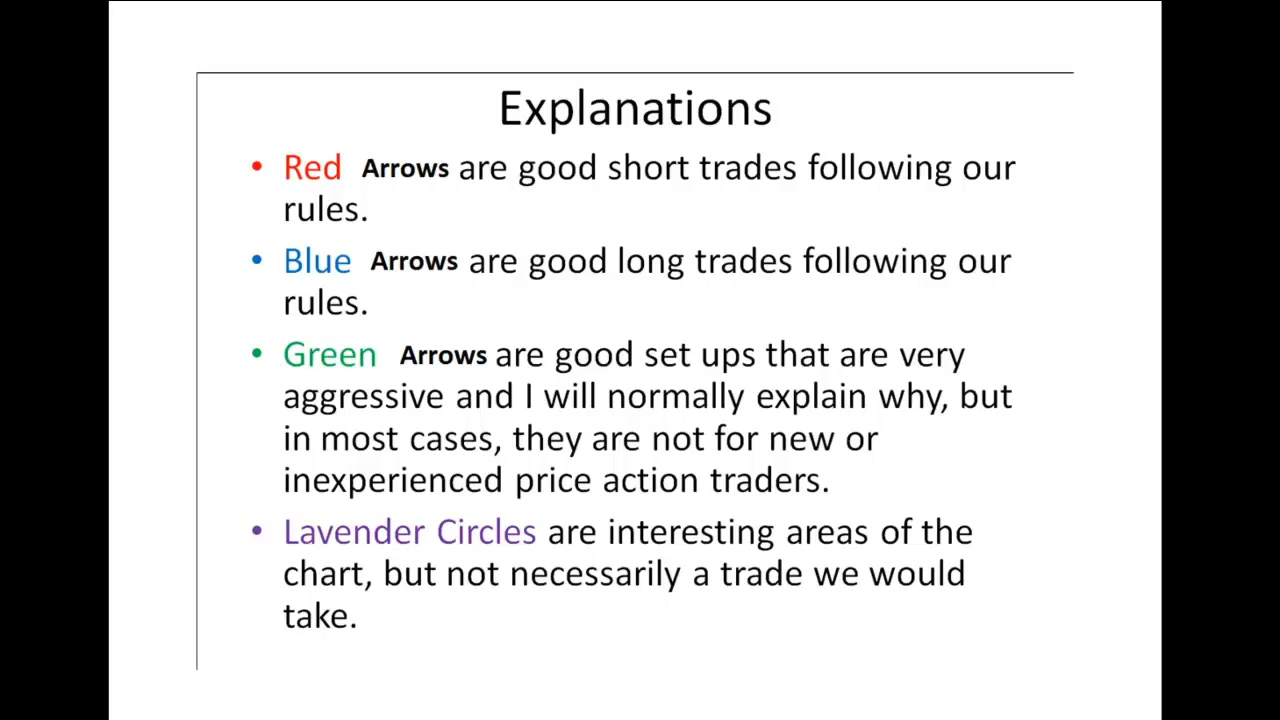 Explanations
• Red Arrows are good short trades following our
rules.
• Blue Arrows are good long trades following our
rules.
• Green Arrows are good set ups that are very
aggressive and I will normally explain why, but
in most cases, they are not for new or
inexperienced price action traders.
• Lavender Circles are interesting areas of the
chart, but not necessarily a trade we would
take.